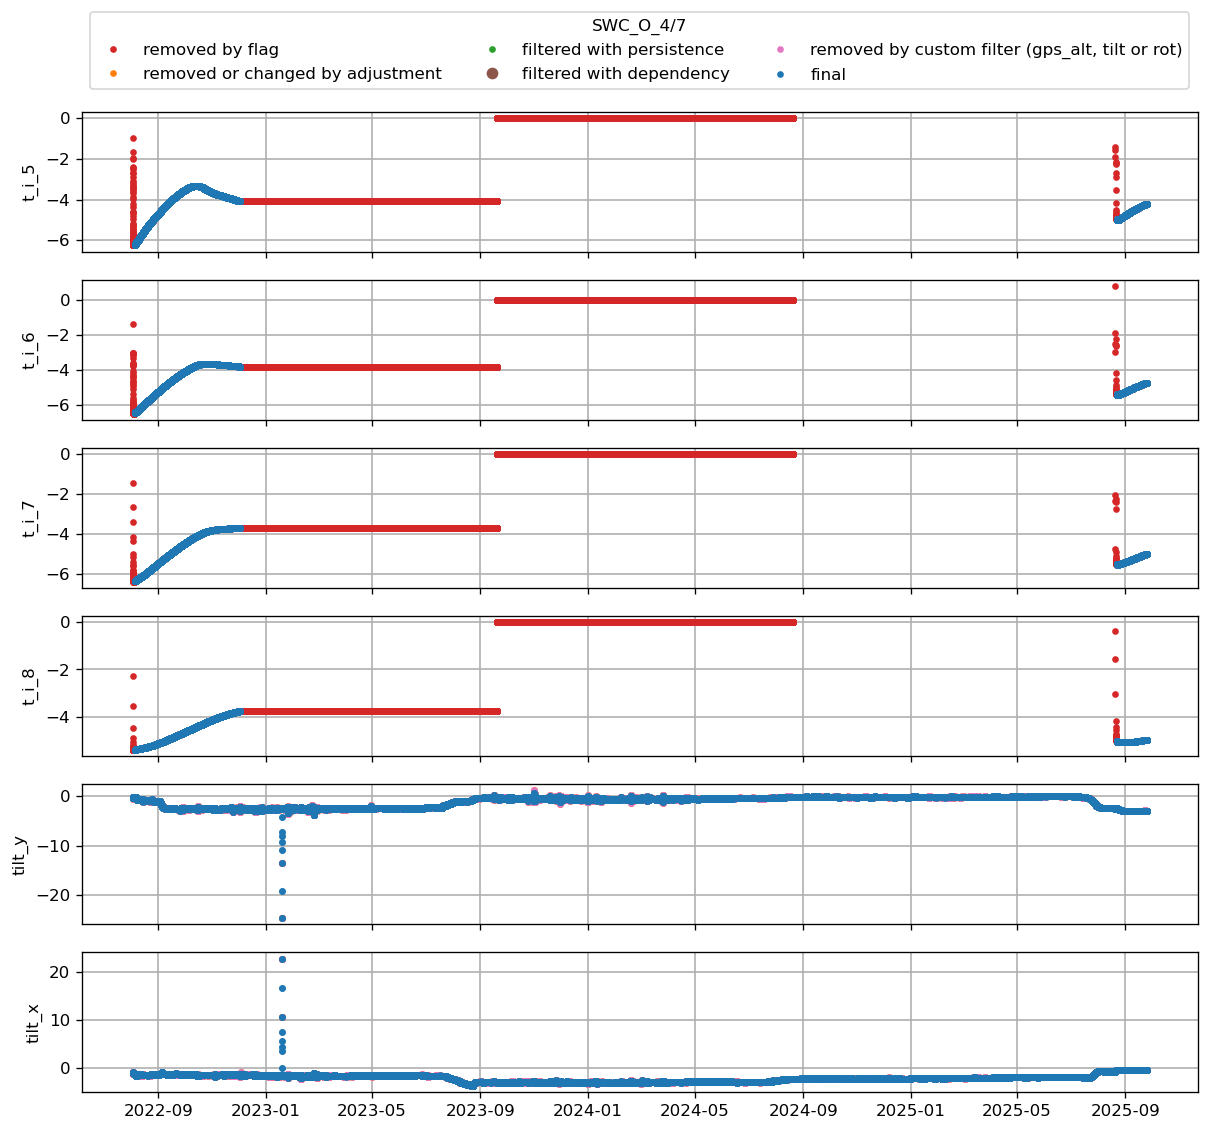 SWC_O_4/7
removed by flag
removed or changed by adjustment
filtered with persistence
filtered with dependency
removed by custom filter (gps_alt, tilt or rot)
final
t_i_5
0
−2
−4
−6
t_i_6
0
−2
−4
−6
t_i_7
0
−2
−4
−6
t_i_8
0
−2
−4
tilt_y
0
−10
−20
tilt_x
20
10
0
2022-09 2023-01 2023-05 2023-09 2024-01 2024-05 2024-09 2025-01 2025-05 2025-09